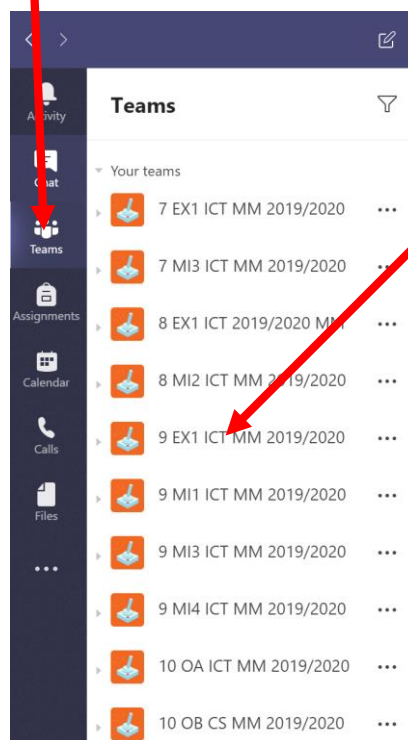 Activity
Chat
Teams
Assignments
Calendar
Calls
Files
Teams
Your teams
7 EX1 ICT MM 2019/2020
7 MI3 ICT MM 2019/2020
8 EX1 ICT 2019/2020 MM
8 MI2 ICT MM 2019/2020
9 EX1 ICT MM 2019/2020
9 MI1 ICT MM 2019/2020
9 MI3 ICT MM 2019/2020
9 MI4 ICT MM 2019/2020
10 OA ICT MM 2019/2020
10 OB CS MM 2019/2020